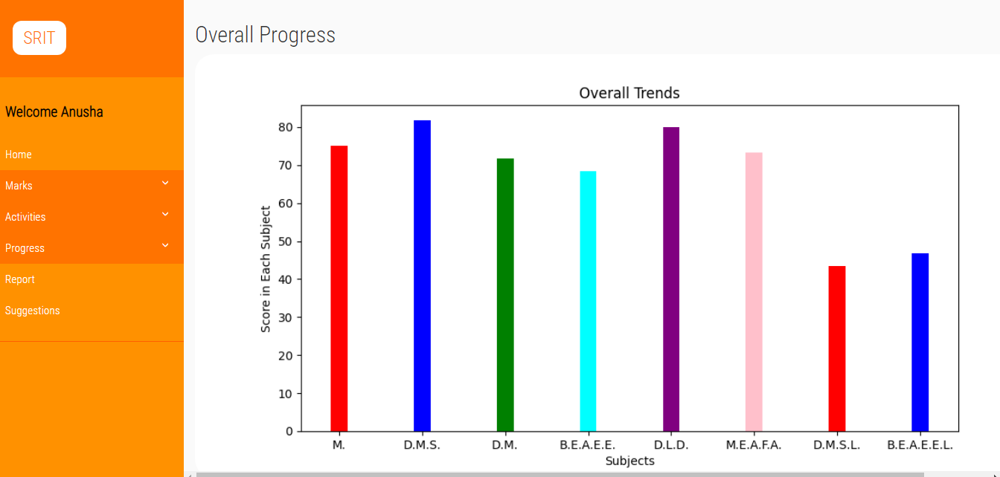 SRIT
Welcome Anusha
Home
Marks
Activities
Progress
Report
Suggestions
Overall Progress
Overall Trends
Score in Each Subject
80
70
60
50
40
30
20
10
0
M. D.M.S. D.M. B.E.A.E.E. D.L.D. M.E.A.F.A. D.M.S.L. B.E.A.E.E.L.
Subjects